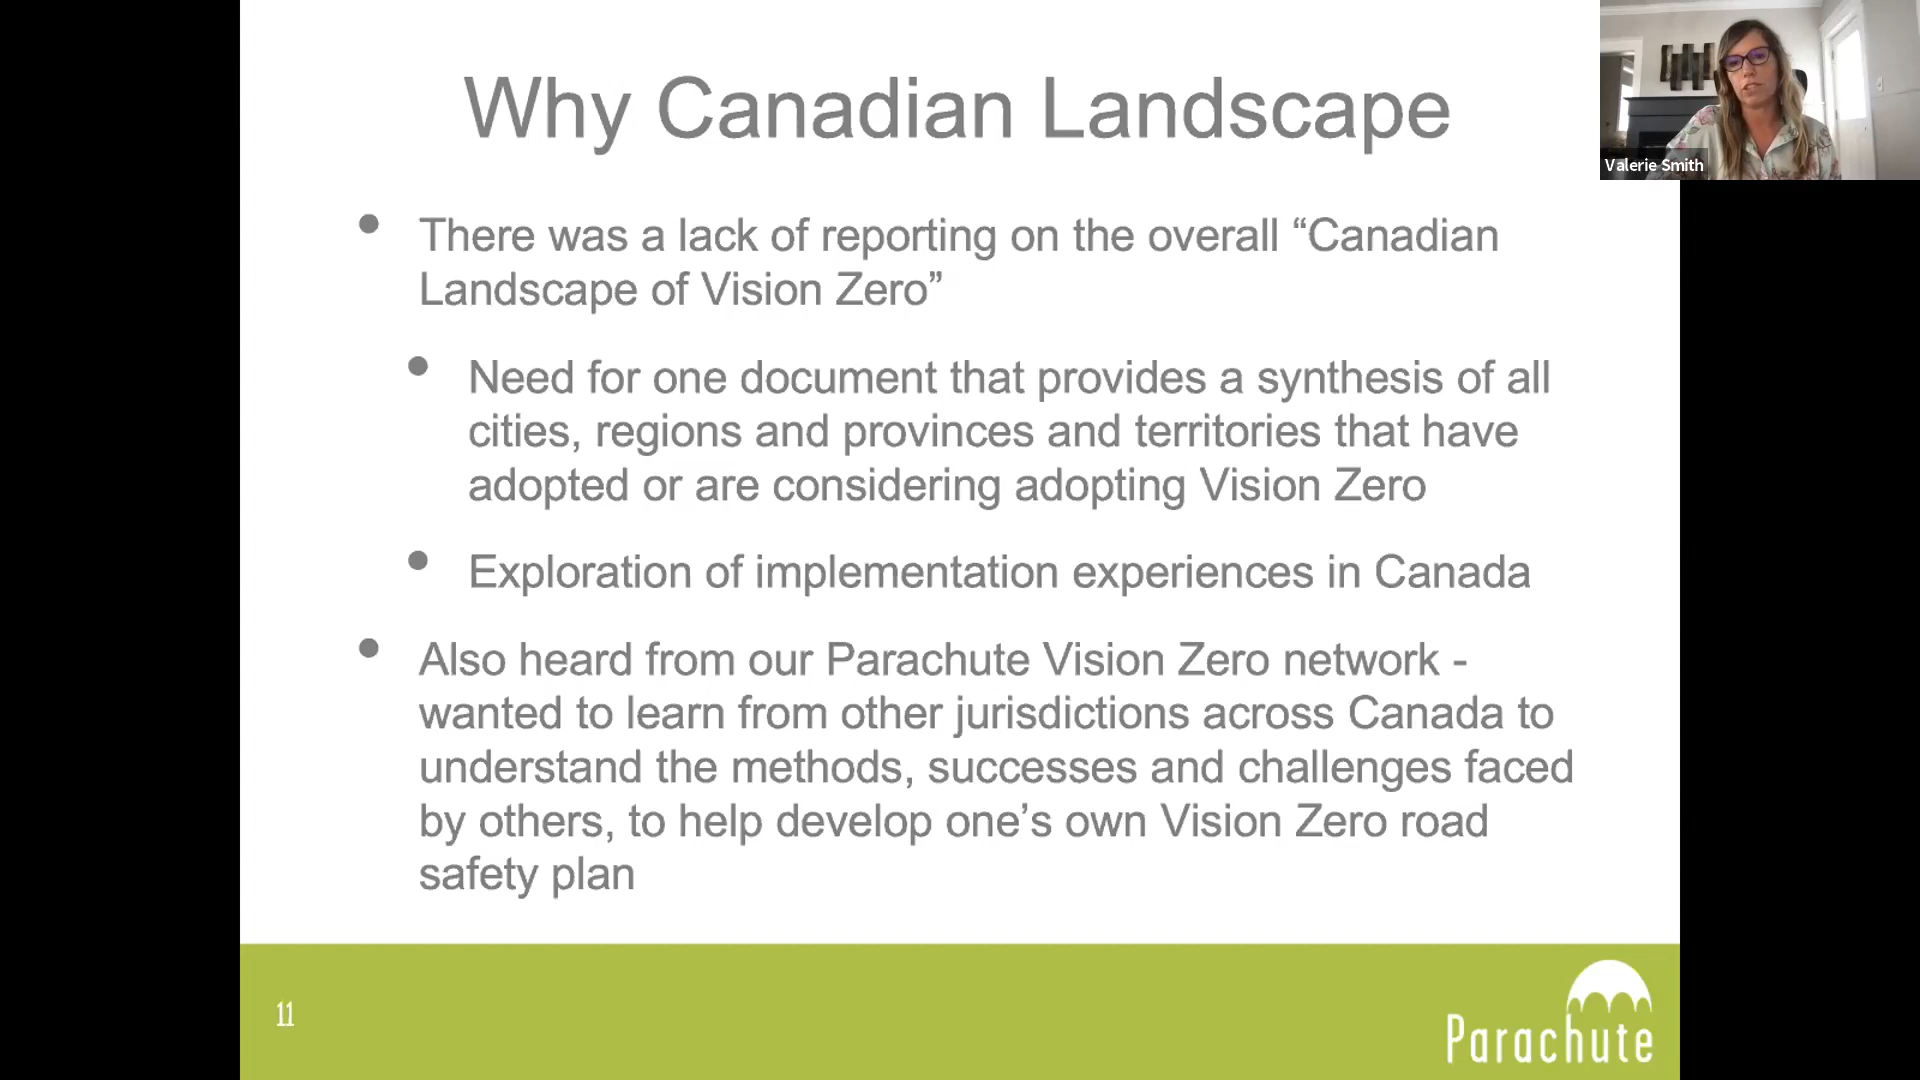 Why Canadian Landscape
Valerie Smith
• There was a lack of reporting on the overall “Canadian
Landscape of Vision Zero”
• Need for one document that provides a synthesis of all
cities, regions and provinces and territories that have
adopted or are considering adopting Vision Zero
• Exploration of implementation experiences in Canada
• Also heard from our Parachute Vision Zero network -
wanted to learn from other jurisdictions across Canada to
understand the methods, successes and challenges faced
by others, to help develop one’s own Vision Zero road
safety plan
11
Parachute